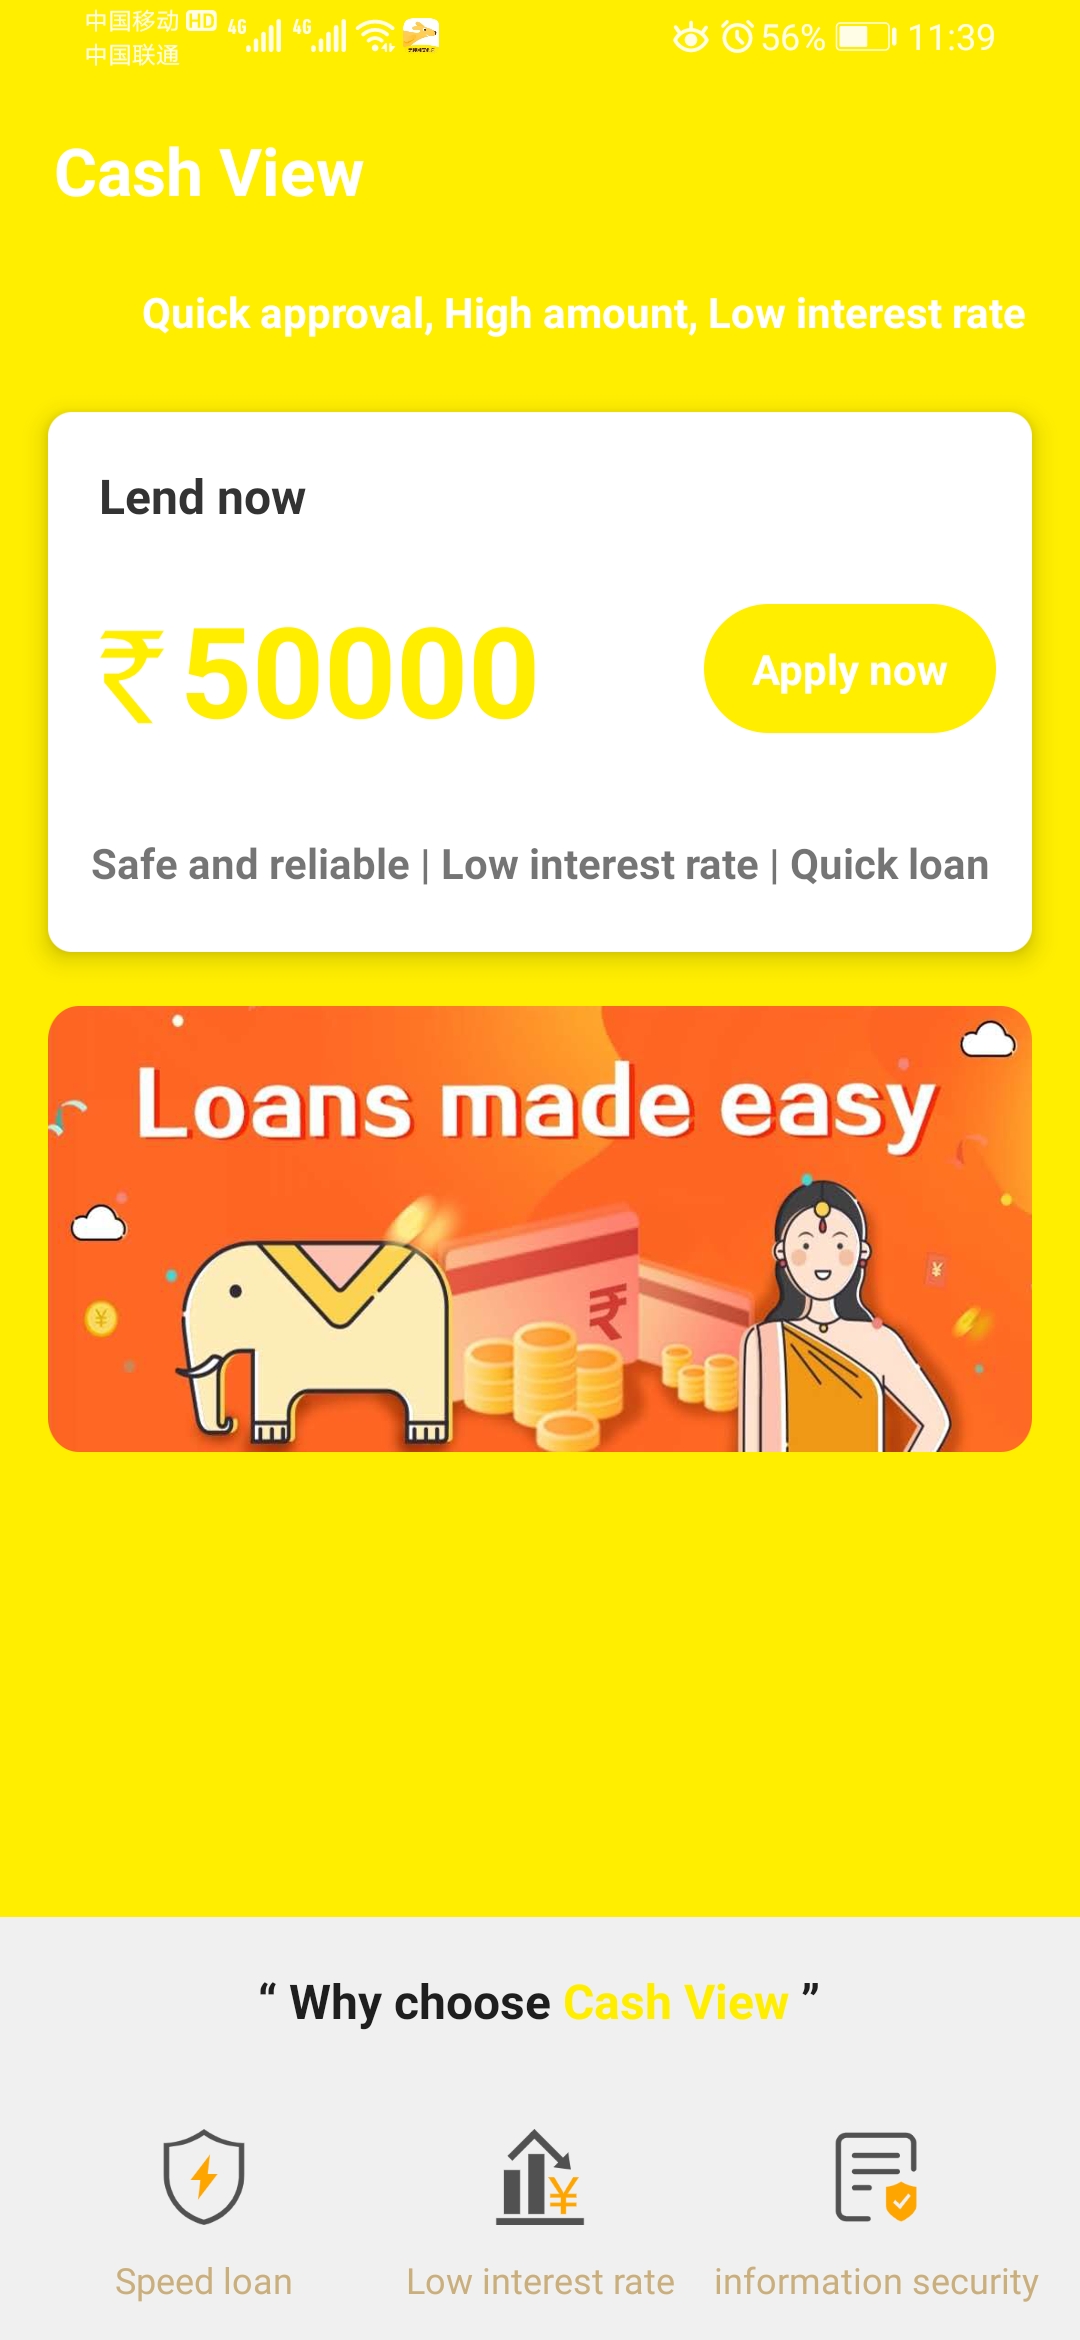 中国移动 HD 4G 4G 56% 11:39
中国联通
Cash View
Quick approval, High amount, Low interest rate
Lend now
₹50000
Apply now
Safe and reliable | Low interest rate | Quick loan
Loans made easy
₹
¥
¥
“ Why choose Cash View ”
¥
Speed loan
Low interest rate
information security